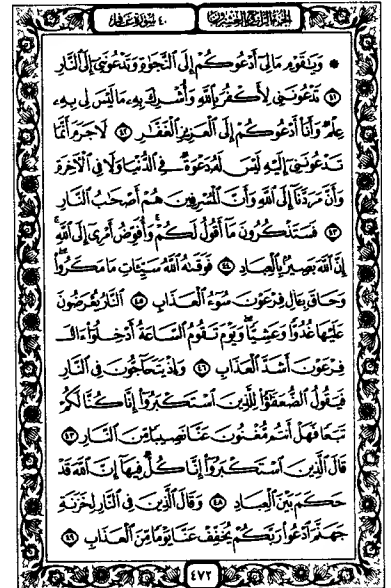 الجزء الرابع والعشرون ٤٠ سورة غافر
* وَيَٰقَوْمِ مَا لِىٓ أَدْعُوكُمْ إِلَى ٱلنَّجَوٰةِ وَتَدْعُونَنِىٓ إِلَى ٱلنَّارِ
٤١ تَدْعُونَنِى لِأَكْفُرَ بِٱللَّهِ وَأُشْرِكَ بِهِۦ مَا لَيْسَ لِى بِهِۦ
عِلْمٌ وَأَنَا۠ أَدْعُوكُمْ إِلَى ٱلْعَزِيزِ ٱلْغَفَّٰرِ ٤٢ لَا جَرَمَ أَنَّمَا
تَدْعُونَنِىٓ إِلَيْهِ لَيْسَ لَهُۥ دَعْوَةٌ فِى ٱلدُّنْيَا وَلَا فِى ٱلْءَاخِرَةِ
وَأَنَّ مَرَدَّنَآ إِلَى ٱللَّهِ وَأَنَّ ٱلْمُسْرِفِينَ هُمْ أَصْحَٰبُ ٱلنَّارِ
٤٣ فَسَتَذْكُرُونَ مَآ أَقُولُ لَكُمْ وَأُفَوِّضُ أَمْرِىٓ إِلَى ٱللَّهِ
إِنَّ ٱللَّهَ بَصِيرٌۢ بِٱلْعِبَادِ ٤٤ فَوَقَىٰهُ ٱللَّهُ سَيِّـَٔاتِ مَا مَكَرُوا۟
وَحَاقَ بِـَٔالِ فِرْعَوْنَ سُوٓءُ ٱلْعَذَابِ ٤٥ ٱلنَّارُ يُعْرَضُونَ
عَلَيْهَا غُدُوًّا وَعَشِيًّا وَيَوْمَ تَقُومُ ٱلسَّاعَةُ أَدْخِلُوٓا۟ ءَالَ
فِرْعَوْنَ أَشَدَّ ٱلْعَذَابِ ٤٦ وَإِذْ يَتَحَآجُّونَ فِى ٱلنَّارِ
فَيَقُولُ ٱلضُّعَفَٰٓؤُا۟ لِلَّذِينَ ٱسْتَكْبَرُوٓا۟ إِنَّا كُنَّا لَكُمْ
تَبَعًا فَهَلْ أَنتُم مُّغْنُونَ عَنَّا نَصِيبًا مِّنَ ٱلنَّارِ ٤٧
قَالَ ٱلَّذِينَ ٱسْتَكْبَرُوٓا۟ إِنَّا كُلٌّ فِيهَآ إِنَّ ٱللَّهَ قَدْ
حَكَمَ بَيْنَ ٱلْعِبَادِ ٤٨ وَقَالَ ٱلَّذِينَ فِى ٱلنَّارِ لِخَزَنَةِ
جَهَنَّمَ ٱدْعُوا۟ رَبَّكُمْ يُخَفِّفْ عَنَّا يَوْمًا مِّنَ ٱلْعَذَابِ ٤٩
٤٧٢